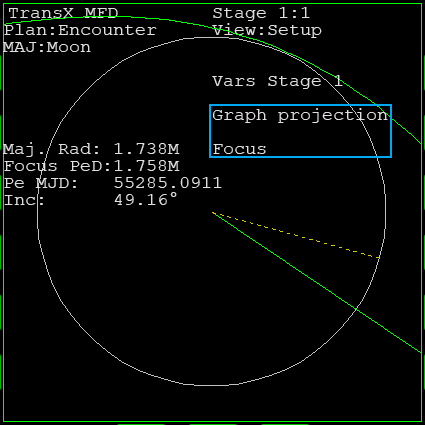 TransX MFD Stage 1:1
Plan:Encounter View:Setup
MAJ:Moon
Vars Stage 1
Graph projection
Maj. Rad: 1.738M Focus
Focus PeD:1.758M
Pe MJD: 55285.0911
Inc: 49.16°